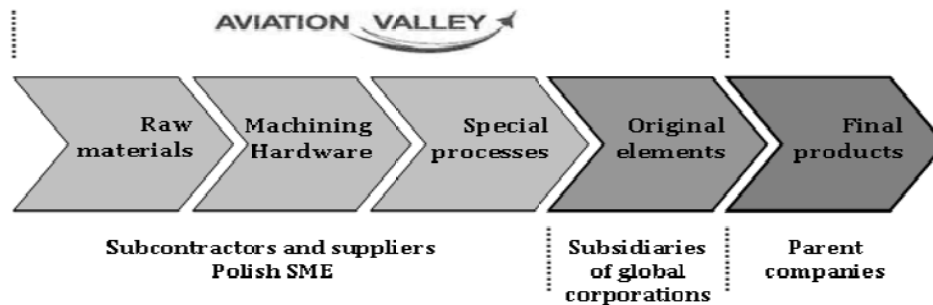 AVIATION VALLEY
Raw
materials
Machining
Hardware
Special
processes
Original
elements
Final
products
Subcontractors and suppliers
Polish SME
Subsidiaries
of global
corporations
Parent
companies